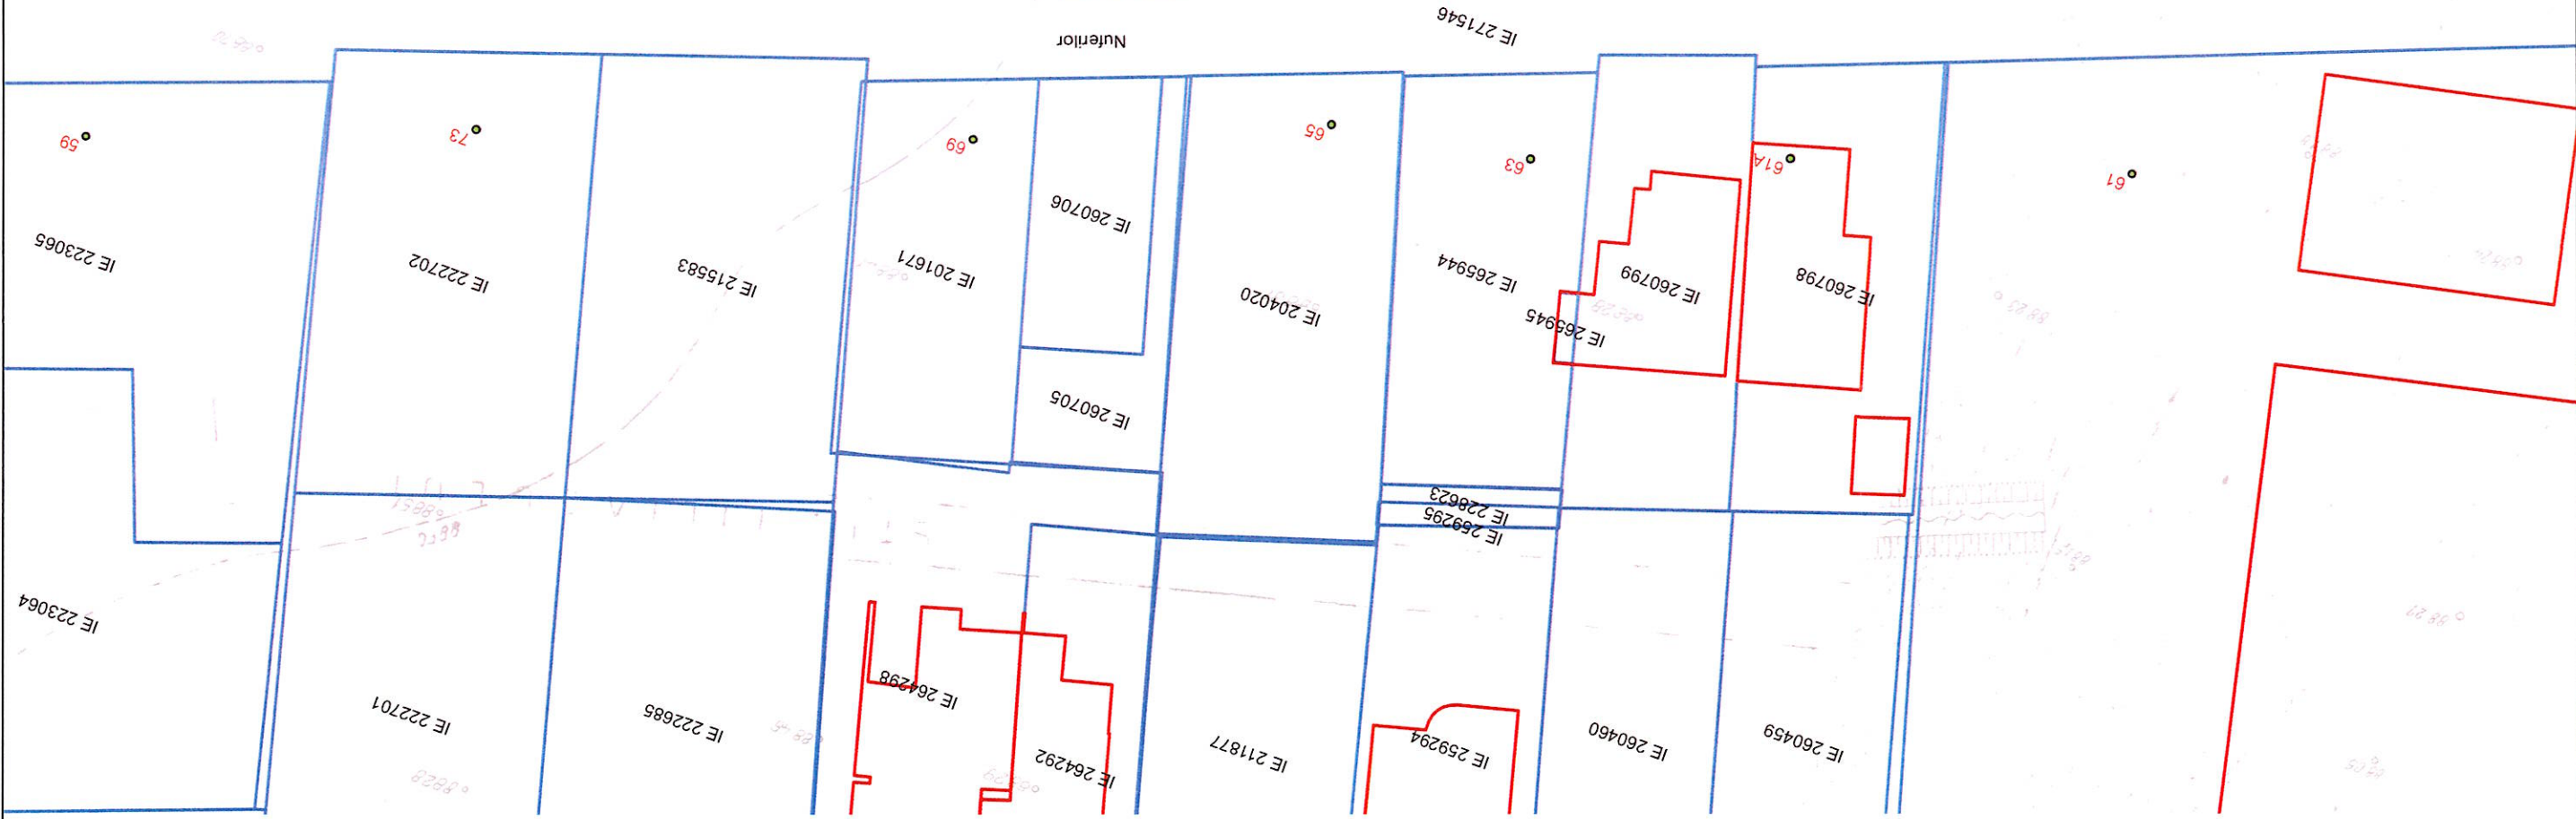 IE 271546
Nuferilor
59
73
69
65
63
61A
61
IE 223065
IE 222702
IE 215583
IE 201671
IE 260706
IE 204020
IE 265944
IE 265945
IE 260799
IE 260798
IE 260705
IE 228623
IE 259295
IE 223064
IE 222701
IE 222685
IE 264298
IE 264292
IE 211877
IE 259294
IE 260460
IE 260459